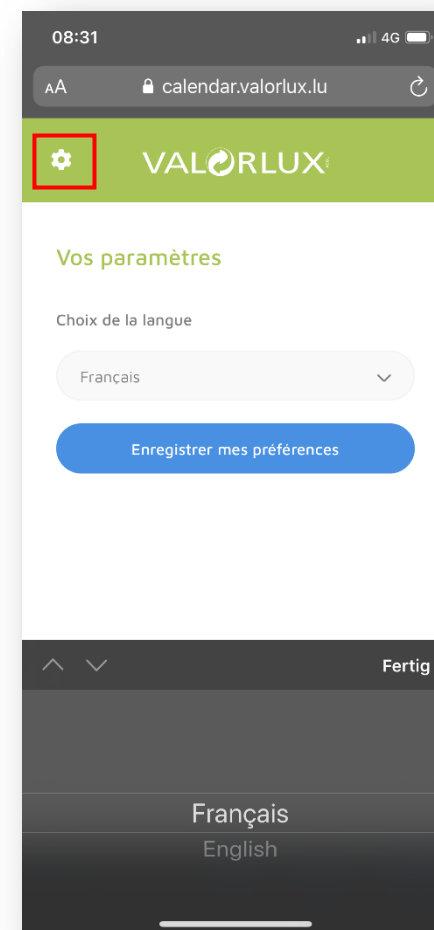 08:31
4G
AA
calendar.valorlux.lu
VALORLUX
Vos paramètres
Choix de la langue
Français
Enregistrer mes préférences
Fertig
Français
English